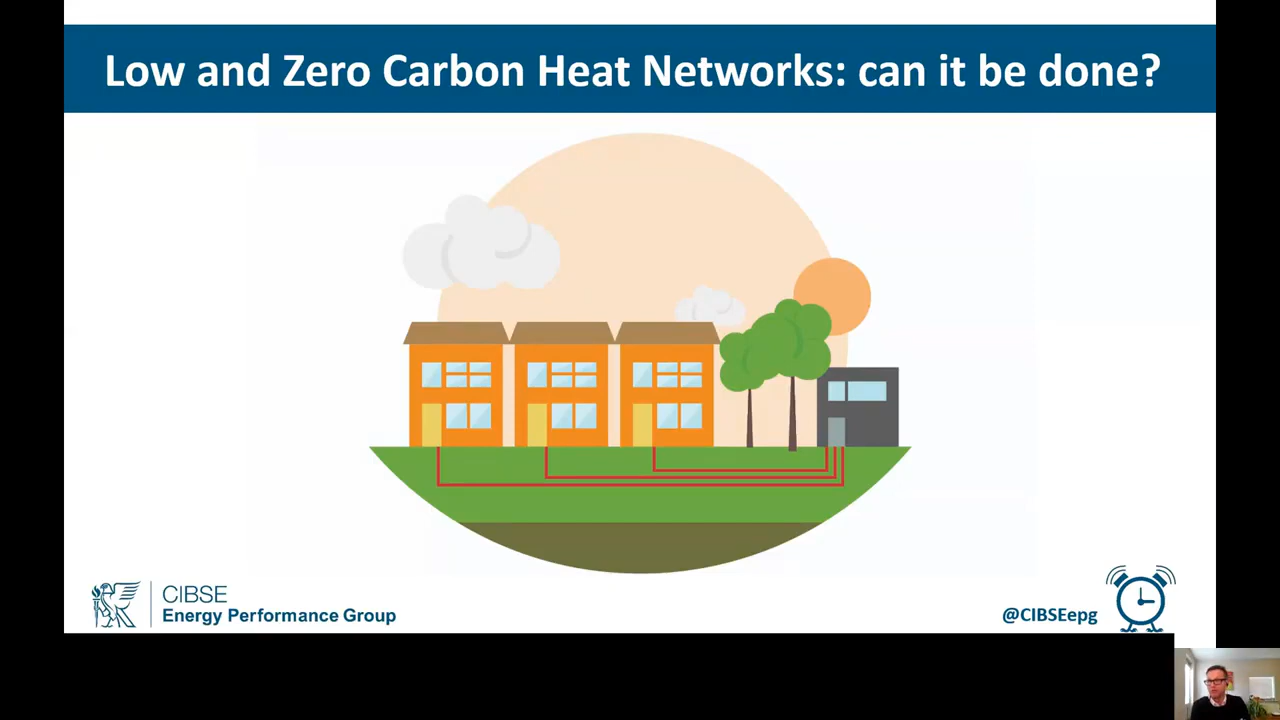 Low and Zero Carbon Heat Networks: can it be done?
CIBSE
Energy Performance Group
@CIBSEepg